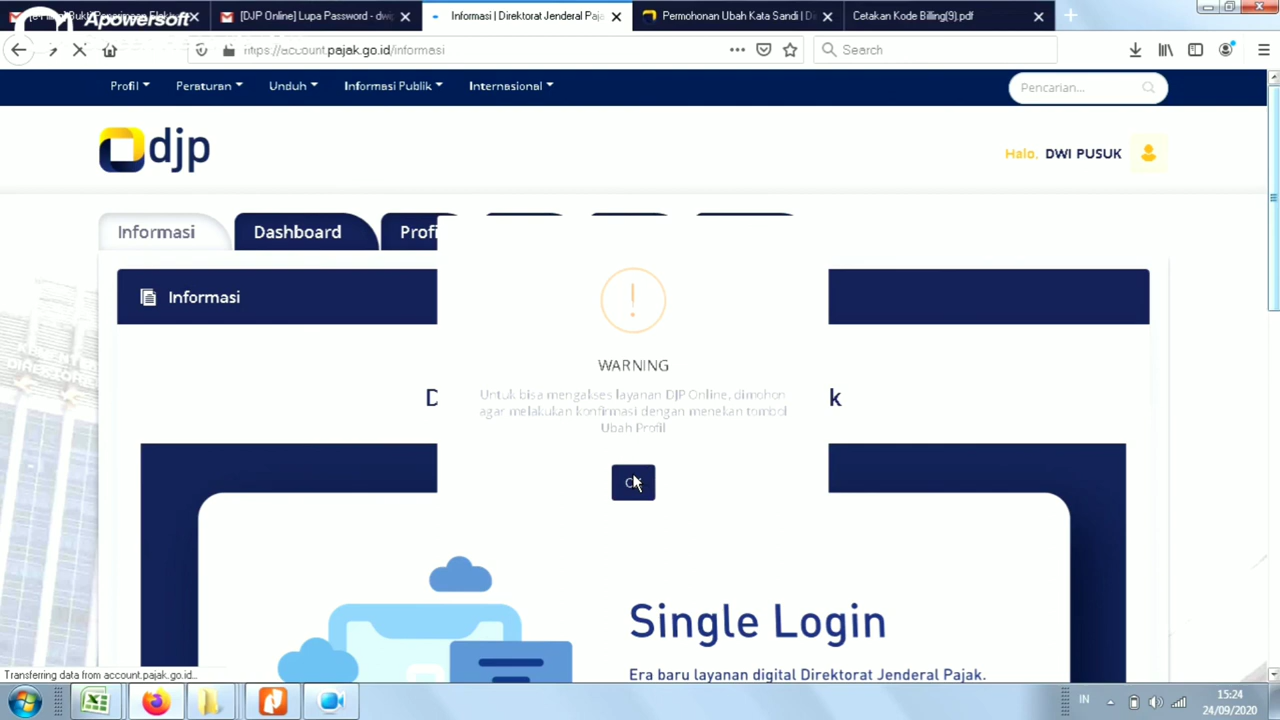 Apowersoft
[DJP Online] Lupa Password - dwi
Informasi | Direktorat Jenderal Paja
Permohonan Ubah Kata Sandi | D
Cetakan Kode Billing(9).pdf
https://account.pajak.go.id/informasi
Search
Profil
Peraturan
Unduh
Informasi Publik
Internasional
Pencarian...
djp
Halo, DWI PUSUK
Informasi
Dashboard
Profi
Informasi
D
k
WARNING
Untuk bisa mengakses layanan DJP Online, dimohon
agar melakukan konfirmasi dengan menekan tombol
Ubah Profil
Single Login
Era baru layanan digital Direktorat Jenderal Pajak.
Transferring data from account.pajak.go.id...
IN
15:24
24/09/2020